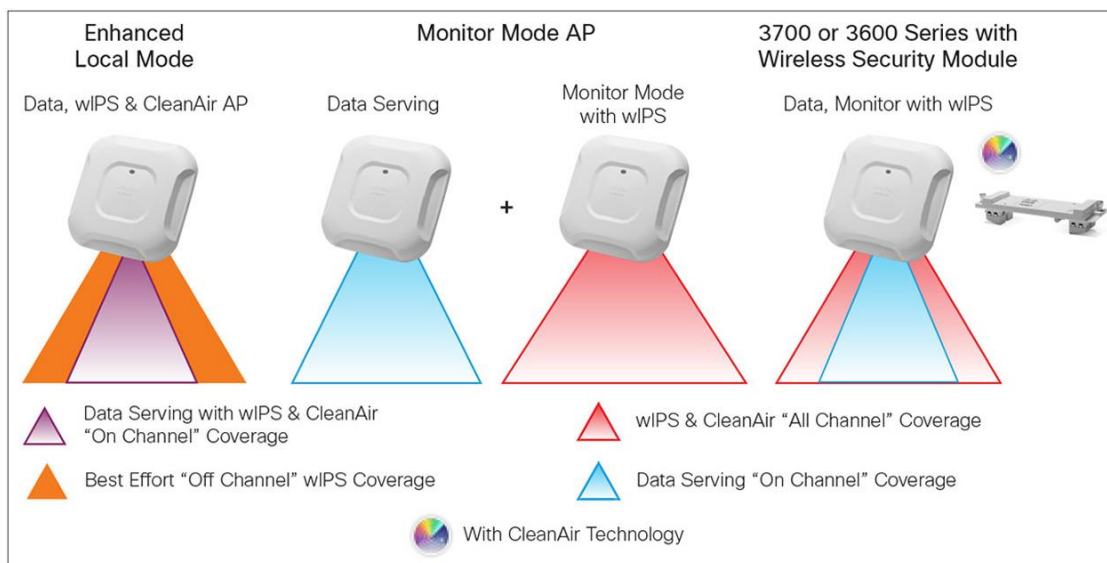 Enhanced
Local Mode
Monitor Mode AP
3700 or 3600 Series with
Wireless Security Module
Data, wIPS & CleanAir AP
Data Serving
Monitor Mode
with wIPS
Data, Monitor with wIPS
+
Data Serving with wIPS & CleanAir
“On Channel” Coverage
wIPS & CleanAir “All Channel” Coverage
Best Effort “Off Channel” wIPS Coverage
Data Serving “On Channel” Coverage
With CleanAir Technology